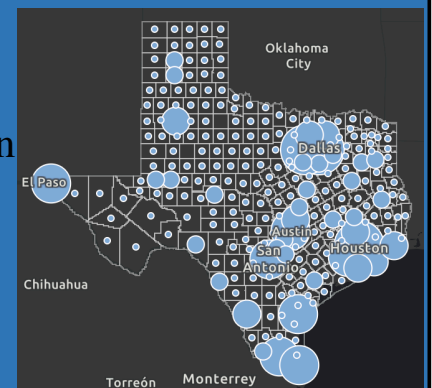 Oklahoma
City
n
Dallas
El Paso
Austin
San
Antonio
Houston
Chihuahua
Torreón
Monterrey